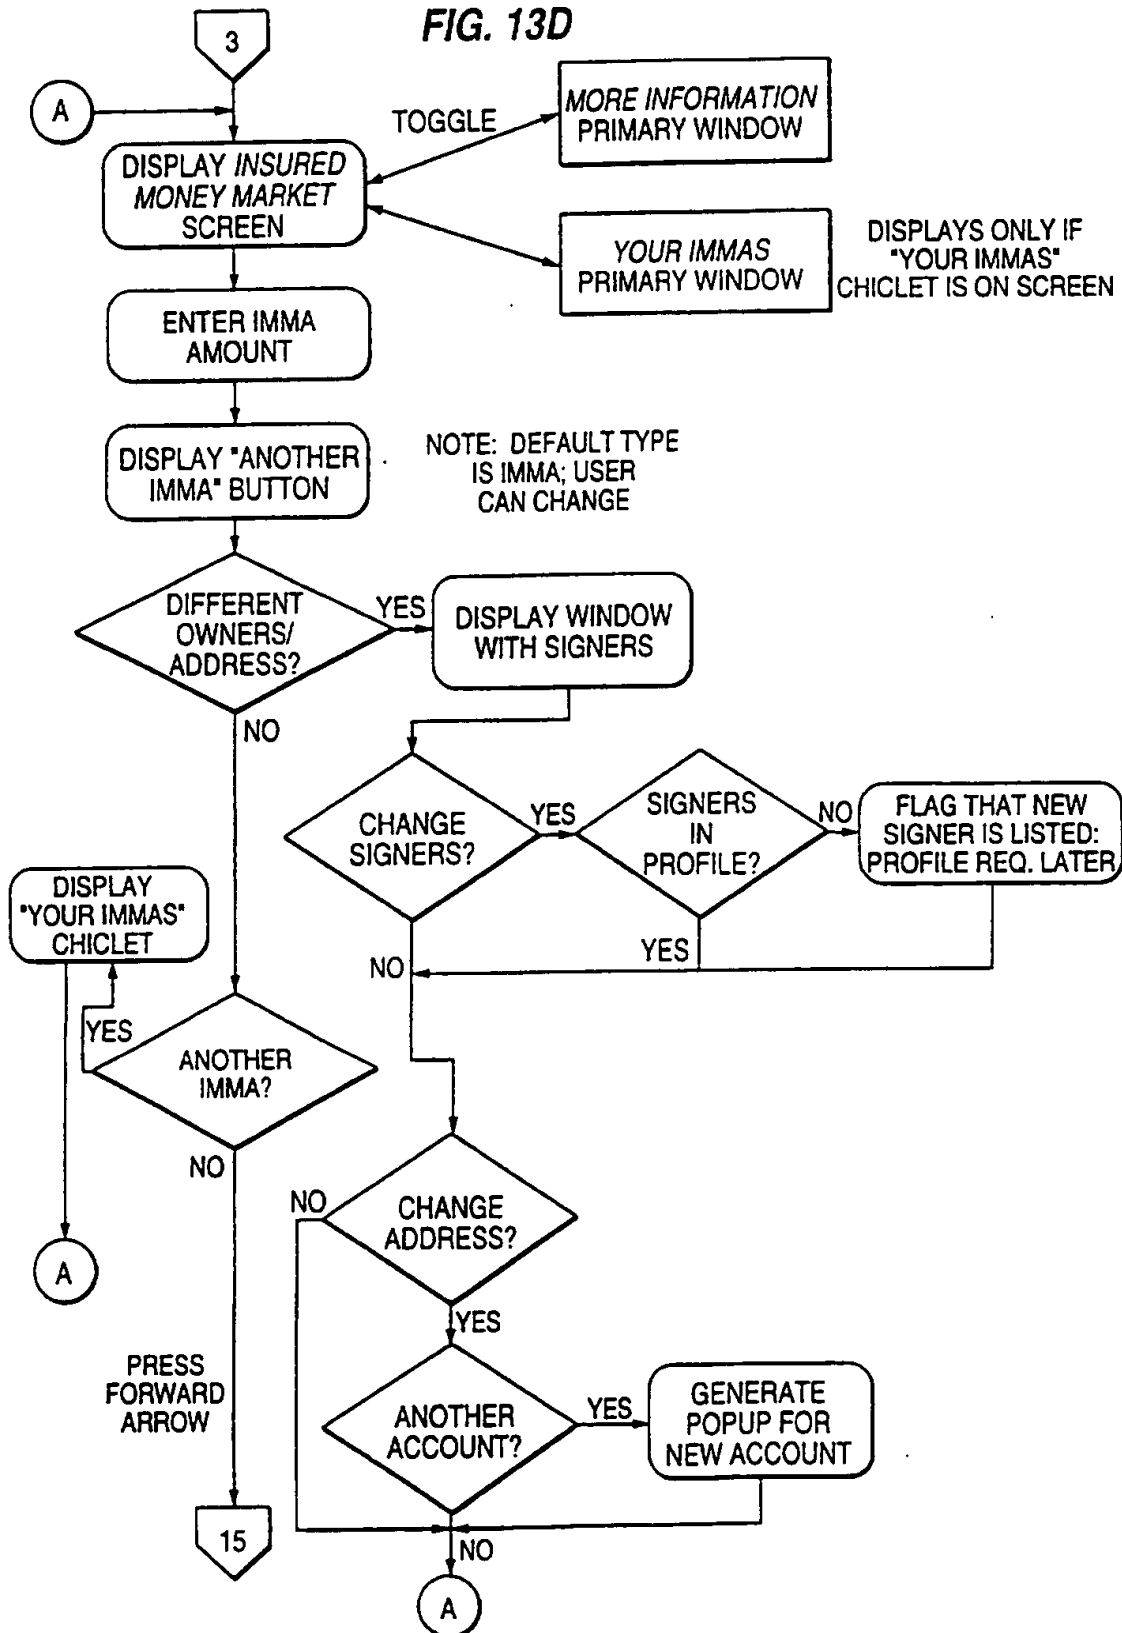 FIG. 13D
3
A
TOGGLE
MORE INFORMATION
PRIMARY WINDOW
DISPLAY INSURED
MONEY MARKET
SCREEN
YOUR IMMAS
PRIMARY WINDOW
DISPLAYS ONLY IF
"YOUR IMMAS"
CHICLET IS ON SCREEN
ENTER IMMA
AMOUNT
DISPLAY "ANOTHER
IMMA" BUTTON
NOTE: DEFAULT TYPE
IS IMMA; USER
CAN CHANGE
DIFFERENT
OWNERS/
ADDRESS?
YES
DISPLAY WINDOW
WITH SIGNERS
NO
CHANGE
SIGNERS?
YES
SIGNERS
IN
PROFILE?
NO
FLAG THAT NEW
SIGNER IS LISTED:
PROFILE REQ. LATER
YES
NO
DISPLAY
"YOUR IMMAS"
CHICLET
YES
ANOTHER
IMMA?
NO
A
CHANGE
ADDRESS?
NO
YES
PRESS
FORWARD
ARROW
ANOTHER
ACCOUNT?
YES
GENERATE
POPUP FOR
NEW ACCOUNT
15
NO
A